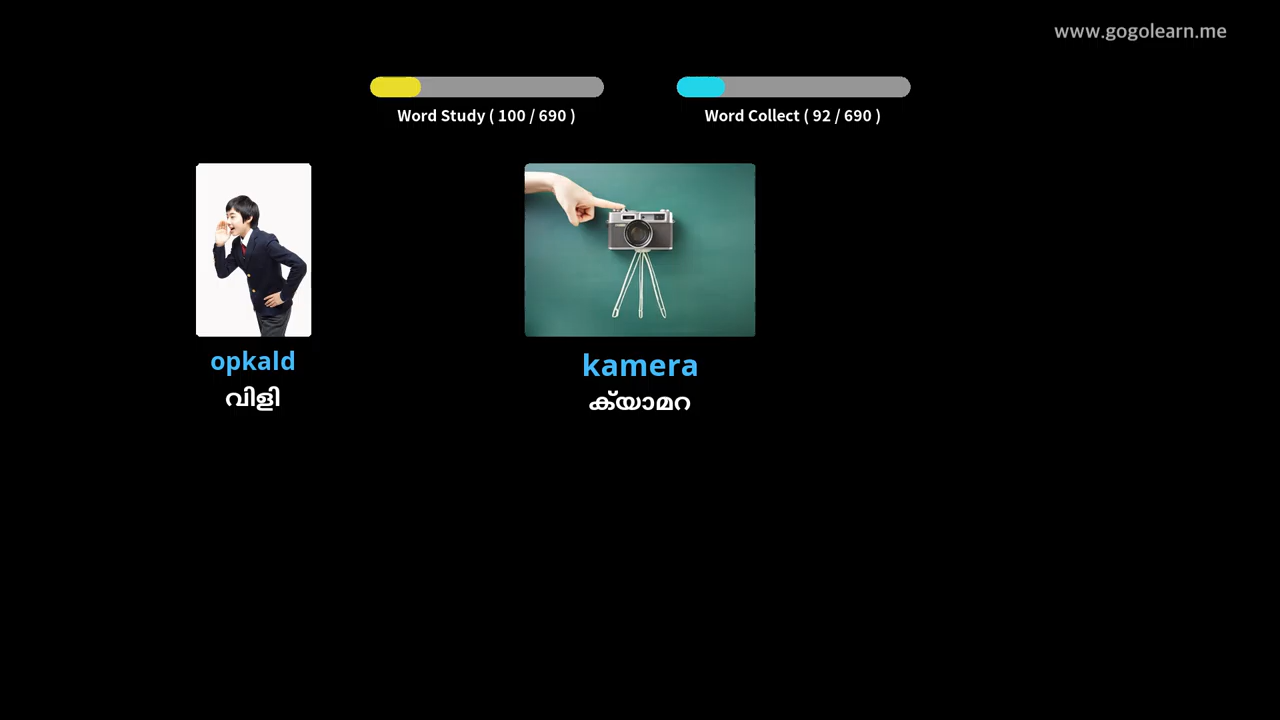 www.gogolearn.me
Word Study ( 100 / 690 )
Word Collect ( 92 / 690 )
opkald
വിളി
kamera
ക്യാമറ